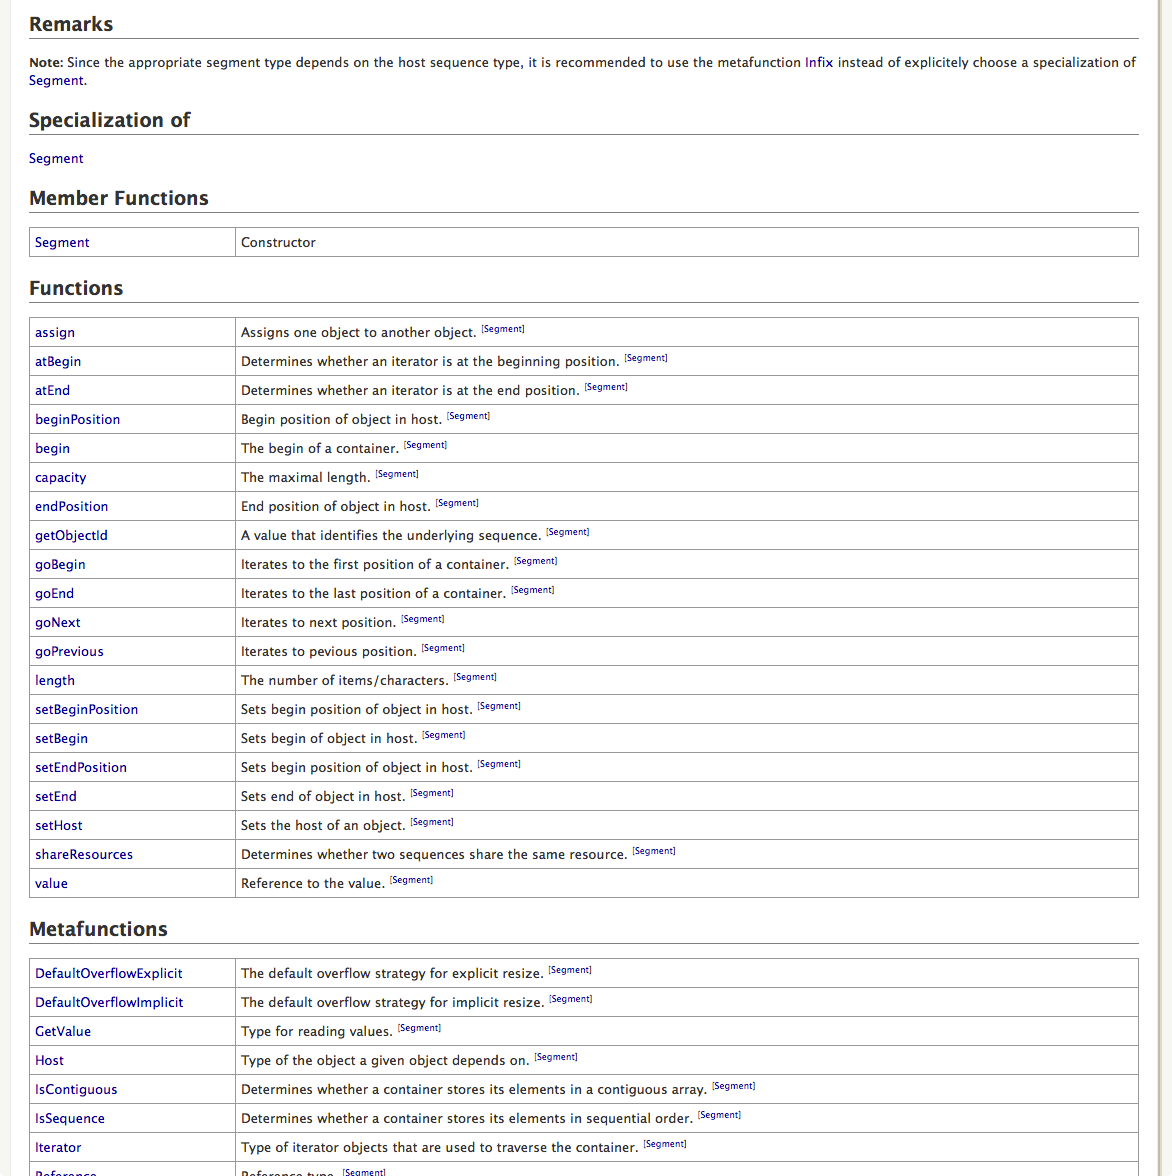 Remarks
Note: Since the appropriate segment type depends on the host sequence type, it is recommended to use the metafunction Infix instead of explicitely choose a specialization of
Segment.
Specialization of
Segment
Member Functions
Segment Constructor
Functions
assign Assigns one object to another object. [Segment]
atBegin Determines whether an iterator is at the beginning position. [Segment]
atEnd Determines whether an iterator is at the end position. [Segment]
beginPosition Begin position of object in host. [Segment]
begin The begin of a container. [Segment]
capacity The maximal length. [Segment]
endPosition End position of object in host. [Segment]
getObjectId A value that identifies the underlying sequence. [Segment]
goBegin Iterates to the first position of a container. [Segment]
goEnd Iterates to the last position of a container. [Segment]
goNext Iterates to next position. [Segment]
goPrevious Iterates to pevious position. [Segment]
length The number of items/characters. [Segment]
setBeginPosition Sets begin position of object in host. [Segment]
setBegin Sets begin of object in host. [Segment]
setEndPosition Sets begin position of object in host. [Segment]
setEnd Sets end of object in host. [Segment]
setHost Sets the host of an object. [Segment]
shareResources Determines whether two sequences share the same resource. [Segment]
value Reference to the value. [Segment]
Metafunctions
DefaultOverflowExplicit The default overflow strategy for explicit resize. [Segment]
DefaultOverflowImplicit The default overflow strategy for implicit resize. [Segment]
GetValue Type for reading values. [Segment]
Host Type of the object a given object depends on. [Segment]
IsContiguous Determines whether a container stores its elements in a contiguous array. [Segment]
IsSequence Determines whether a container stores its elements in sequential order. [Segment]
Iterator Type of iterator objects that are used to traverse the container. [Segment]
Reference Reference type. [Segment]